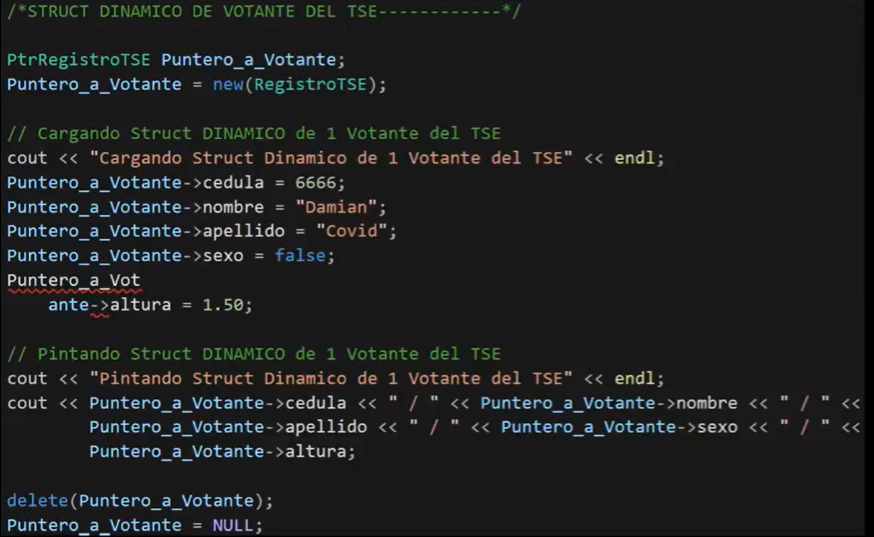 /*STRUCT DINAMICO DE VOTANTE DEL TSE------------*/
PtrRegistroTSE Puntero_a_Votante;
Puntero_a_Votante = new(RegistroTSE);
// Cargando Struct DINAMICO de 1 Votante del TSE
cout << "Cargando Struct Dinamico de 1 Votante del TSE" << endl;
Puntero_a_Votante->cedula = 6666;
Puntero_a_Votante->nombre = "Damian";
Puntero_a_Votante->apellido = "Covid";
Puntero_a_Votante->sexo = false;
Puntero_a_Vot
    ante->altura = 1.50;
// Pintando Struct DINAMICO de 1 Votante del TSE
cout << "Pintando Struct Dinamico de 1 Votante del TSE" << endl;
cout << Puntero_a_Votante->cedula << " / " << Puntero_a_Votante->nombre << " / " <<
        Puntero_a_Votante->apellido << " / " << Puntero_a_Votante->sexo << " / " <<
        Puntero_a_Votante->altura;
delete(Puntero_a_Votante);
Puntero_a_Votante = NULL;